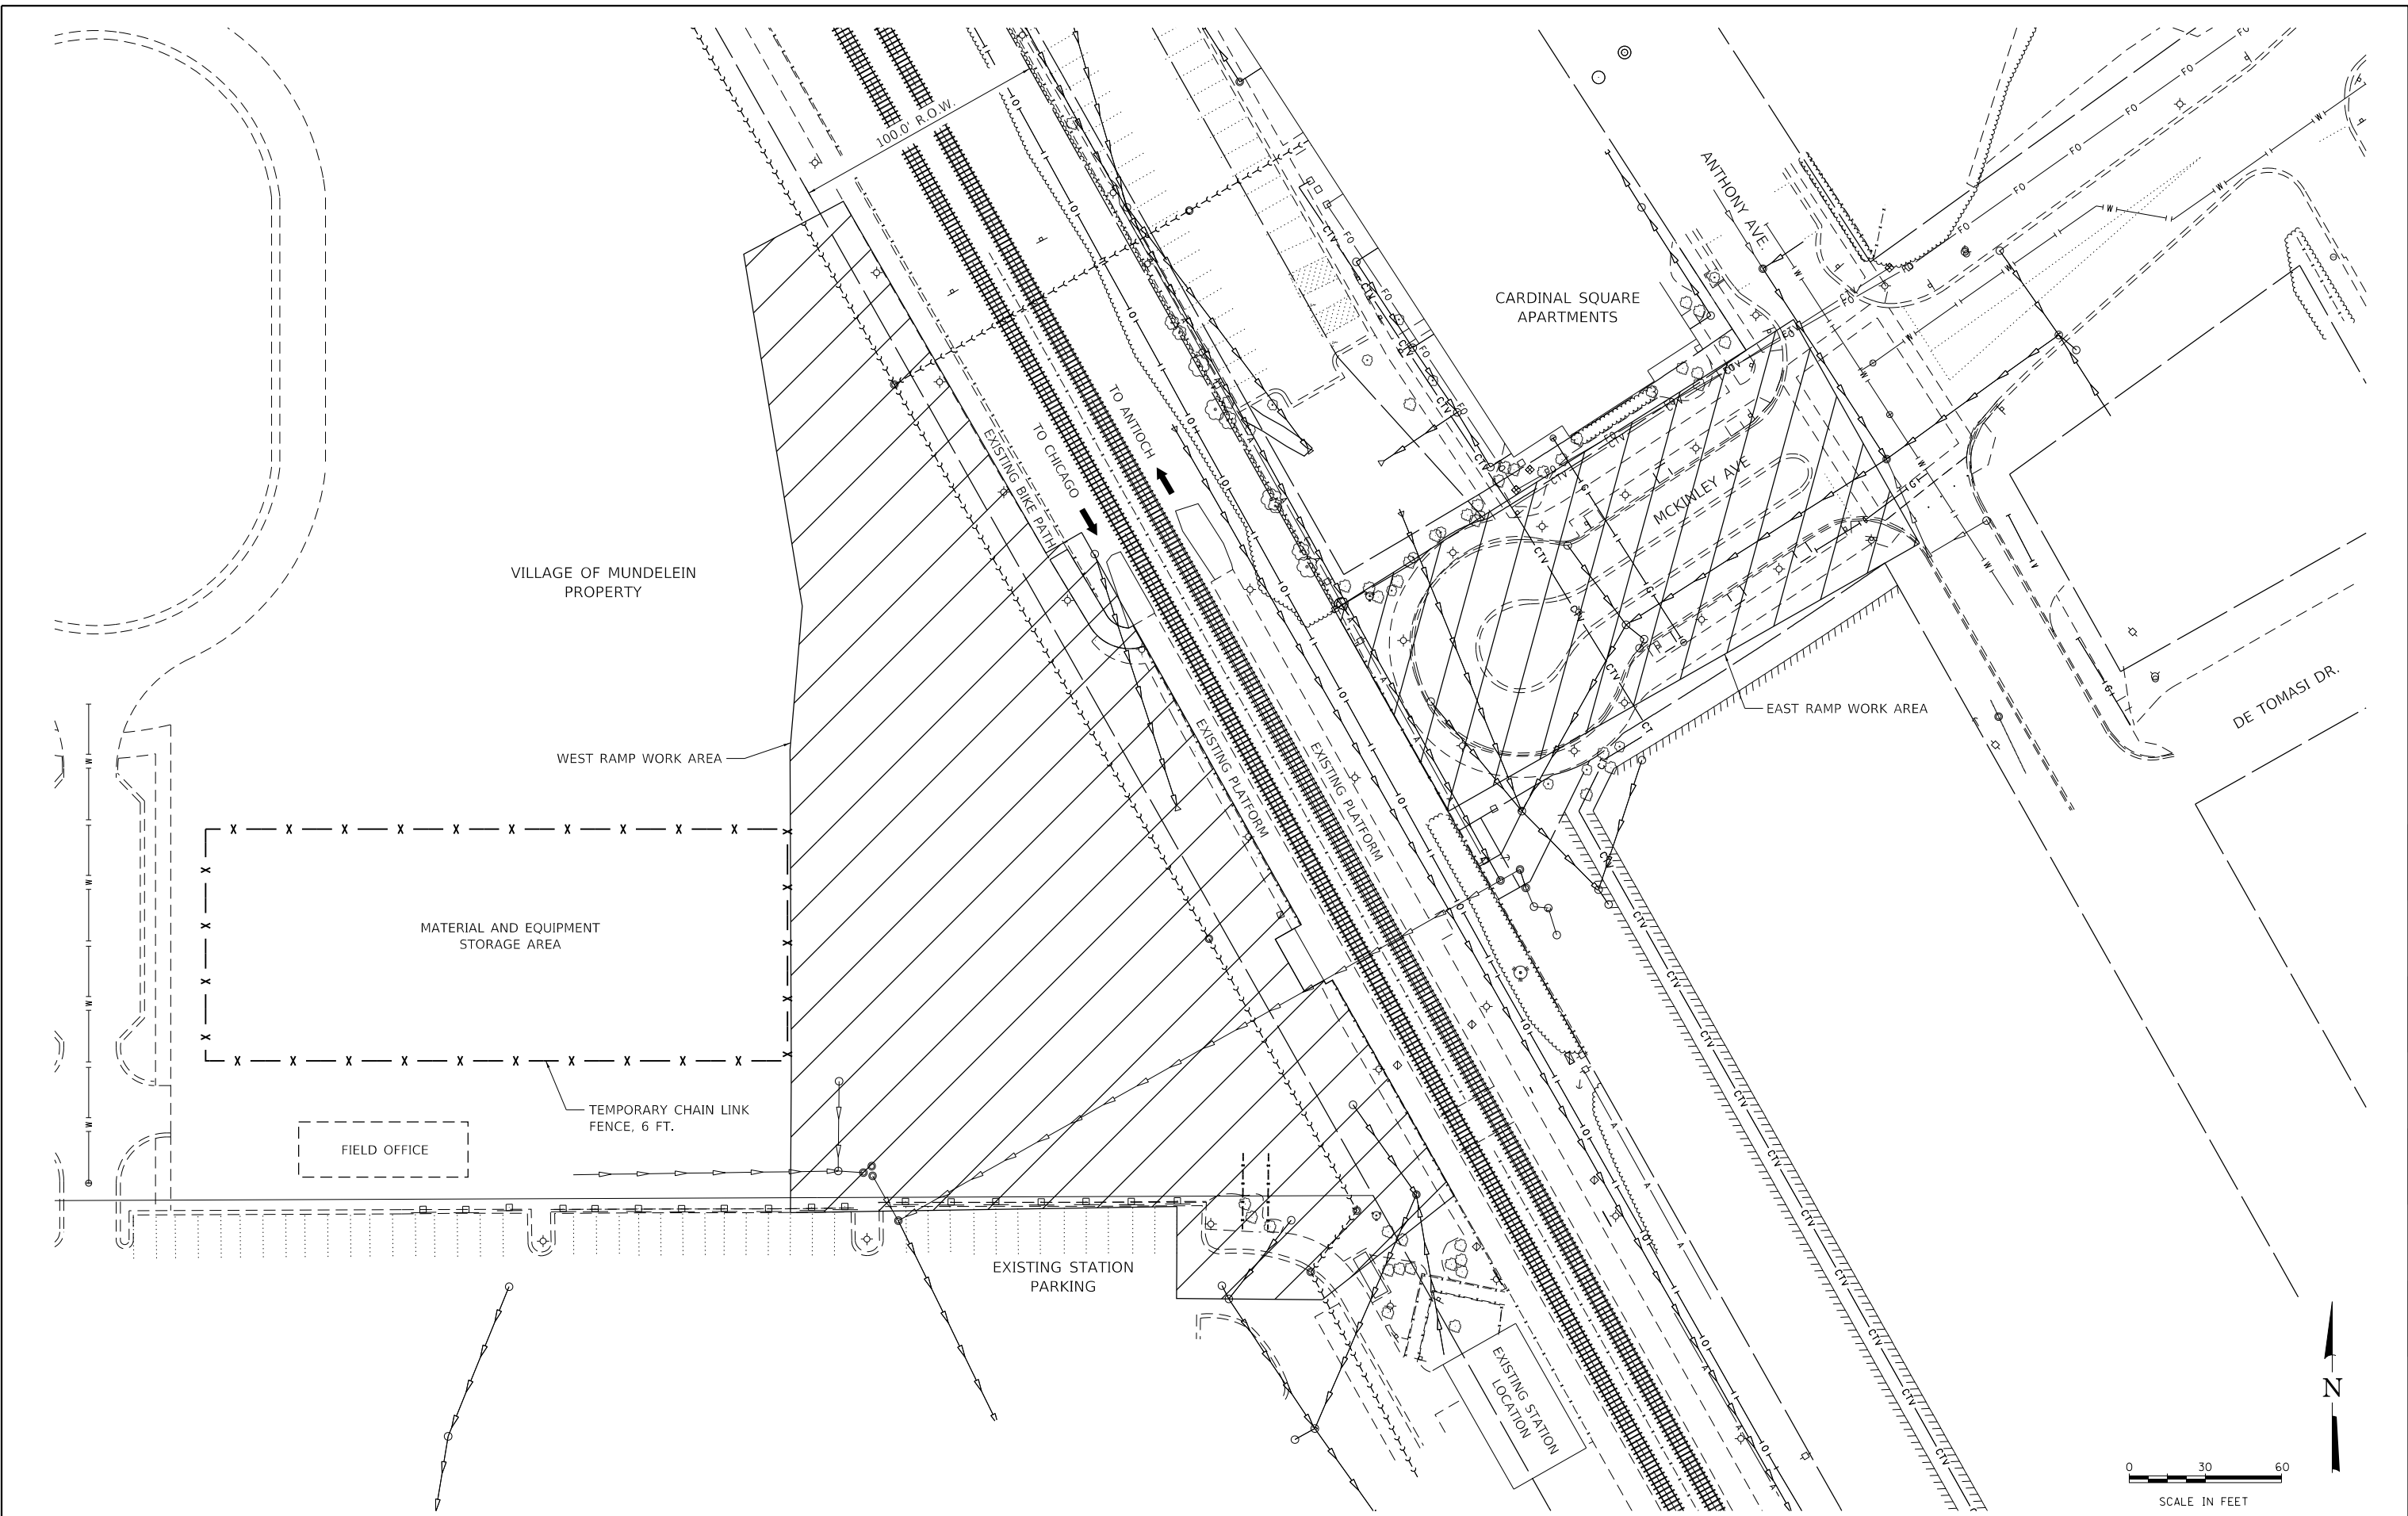 100.0' R.O.W.
ANTHONY AVE.
CARDINAL SQUARE
APARTMENTS
TO ANTIOCH
TO CHICAGO
EXISTING BIKE PATH
MCKINLEY AVE
VILLAGE OF MUNDELEIN
PROPERTY
EAST RAMP WORK AREA
DE TOMASI DR.
WEST RAMP WORK AREA
EXISTING PLATFORM
EXISTING PLATFORM
MATERIAL AND EQUIPMENT
STORAGE AREA
TEMPORARY CHAIN LINK
FENCE, 6 FT.
FIELD OFFICE
EXISTING STATION
PARKING
EXISTING STATION
LOCATION
N
0 30 60
SCALE IN FEET